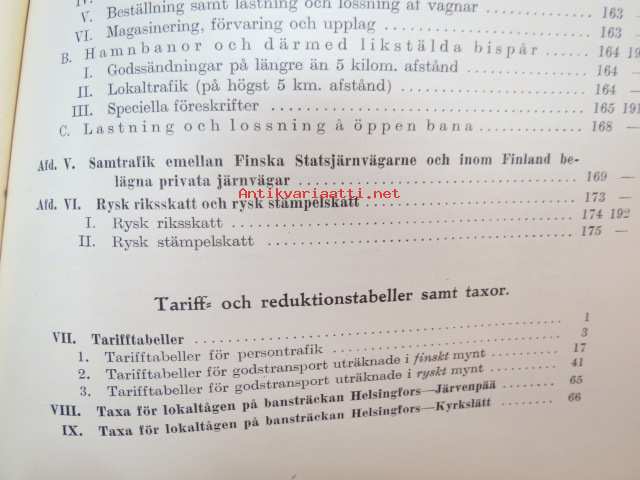 V. Beställning samt lastning och lossning af vagnar 163
VI. Magasinering, förvaring och upplag 163 —
B. Hamnbanor och därmed likstälda bispår 164 19
I. Godssändningar på längre än 5 kilom. afstånd 164 —
II. Lokaltrafik (på högst 5 km. afstånd) 164 —
III. Speciella föreskrifter 165 191
C. Lastning och lossning å öppen bana 168 —
Afd. V. Samtrafik emellan Finska Statsjärnvägarne och inom Finland be-
lägna privata järnvägar 169 —
Antikvariaatti.net
Afd. VI. Rysk riksskatt och rysk stämpelskatt 173 —
I. Rysk riksskatt 174 192
II. Rysk stämpelskatt 175 —
Tariff- och reduktionstabeller samt taxor.
VII. Tarifftabeller 1
1. Tarifftabeller för persontrafik 3
2. Tarifftabeller för godstransport uträknade i finskt mynt 17
3. Tarifftabeller för godstransport uträknade i ryskt mynt 41
VIII. Taxa för lokaltågen på bansträckan Helsingfors—Järvenpää 65
IX. Taxa för lokaltågen på bansträckan Helsingfors—Kyrkslätt 66